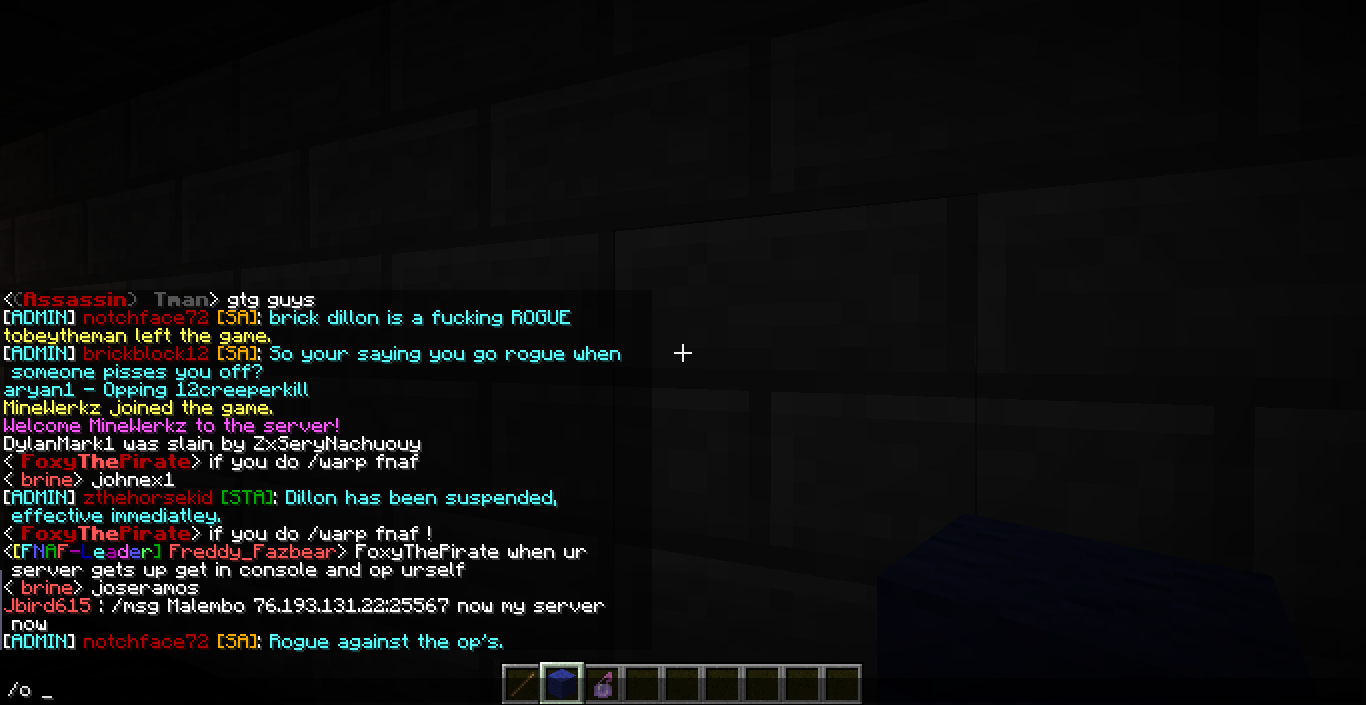 <(Assassin) Tman> gtg guys
[ADMIN] notchface72 [SA]: brick dillon is a fucking ROGUE
tobeytheman left the game.
[ADMIN] brickblock12 [SA]: So your saying you go rogue when
someone pisses you off?
aryan1 - Opping 12creeperkill
MineWerkz joined the game.
Welcome MineWerkz to the server!
DylanMark1 was slain by ZxSeryNachuouy
< FoxyThePirate> if you do /warp fnaf
< brine> johnex1
[ADMIN] zthehorsekid [STA]: Dillon has been suspended,
effective immediatley.
< FoxyThePirate> if you do /warp fnaf !
<[FNAF-Leader] Freddy_Fazbear> FoxyThePirate when ur
server gets up get in console and op urself
< brine> joseramos
Jbird615 : /msg Malembo 76.193.131.22:25567 now my server
now
[ADMIN] notchface72 [SA]: Rogue against the op's.
/o _